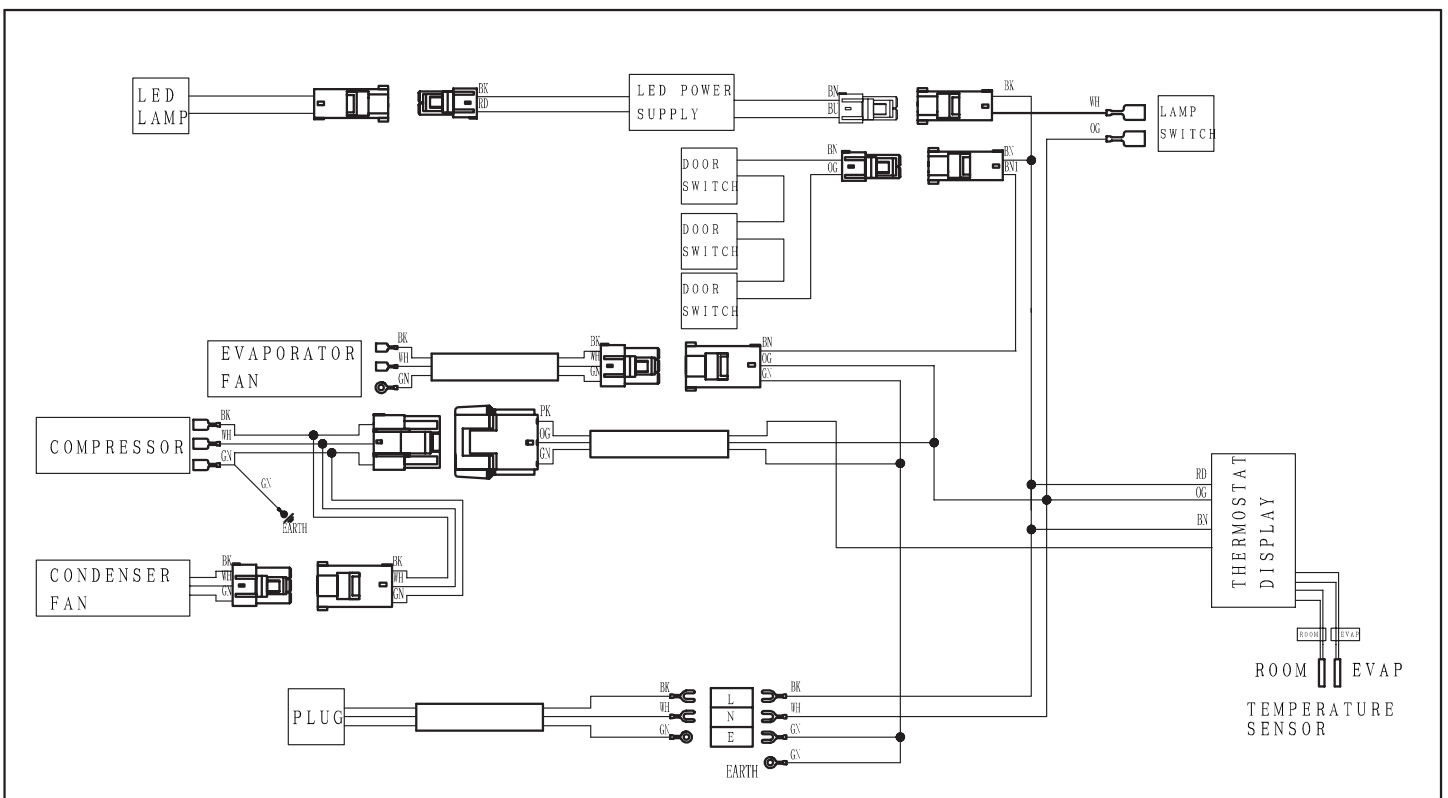 LED
LAMP
BK
RD
LED POWER
SUPPLY
BN
BU
BK
WH
OG
LAMP
SWITCH
DOOR
SWITCH
BN
OG
BN
BN1
DOOR
SWITCH
DOOR
SWITCH
EVAPORATOR
FAN
BK
WH
GN
BK
WH
GN
BN
OG
GN
COMPRESSOR
BK
WH
GN
GN
EARTH
PK
OG
GN
CONDENSER
FAN
BK
WH
GN
BK
WH
GN
RD
OG
BN
THERMOSTAT
DISPLAY
ROOM
EVAP
ROOM
EVAP
TEMPERATURE
SENSOR
PLUG
BK
WH
GN
L
N
E
BK
WH
GN
EARTH
GN